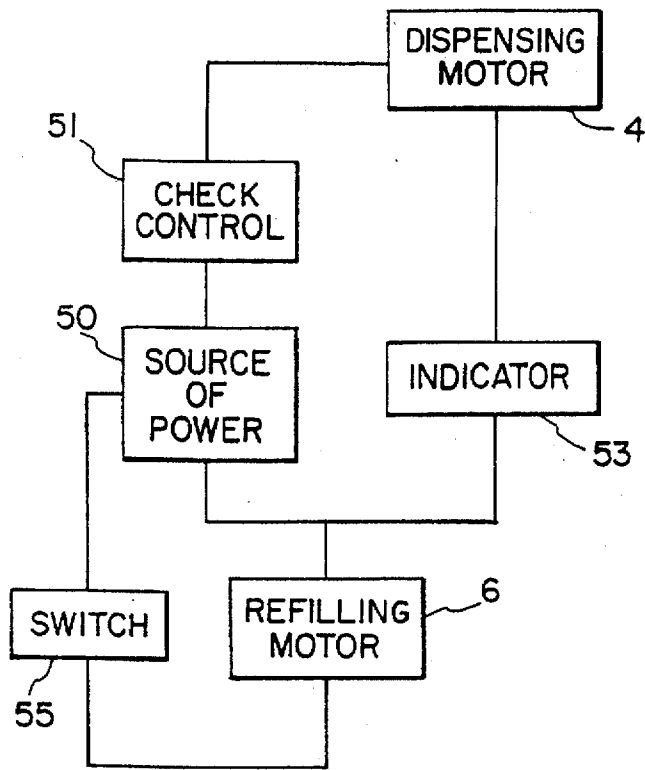 DISPENSING
MOTOR
4
51
CHECK
CONTROL
50
SOURCE
OF
POWER
INDICATOR
53
SWITCH
55
REFILLING
MOTOR
6